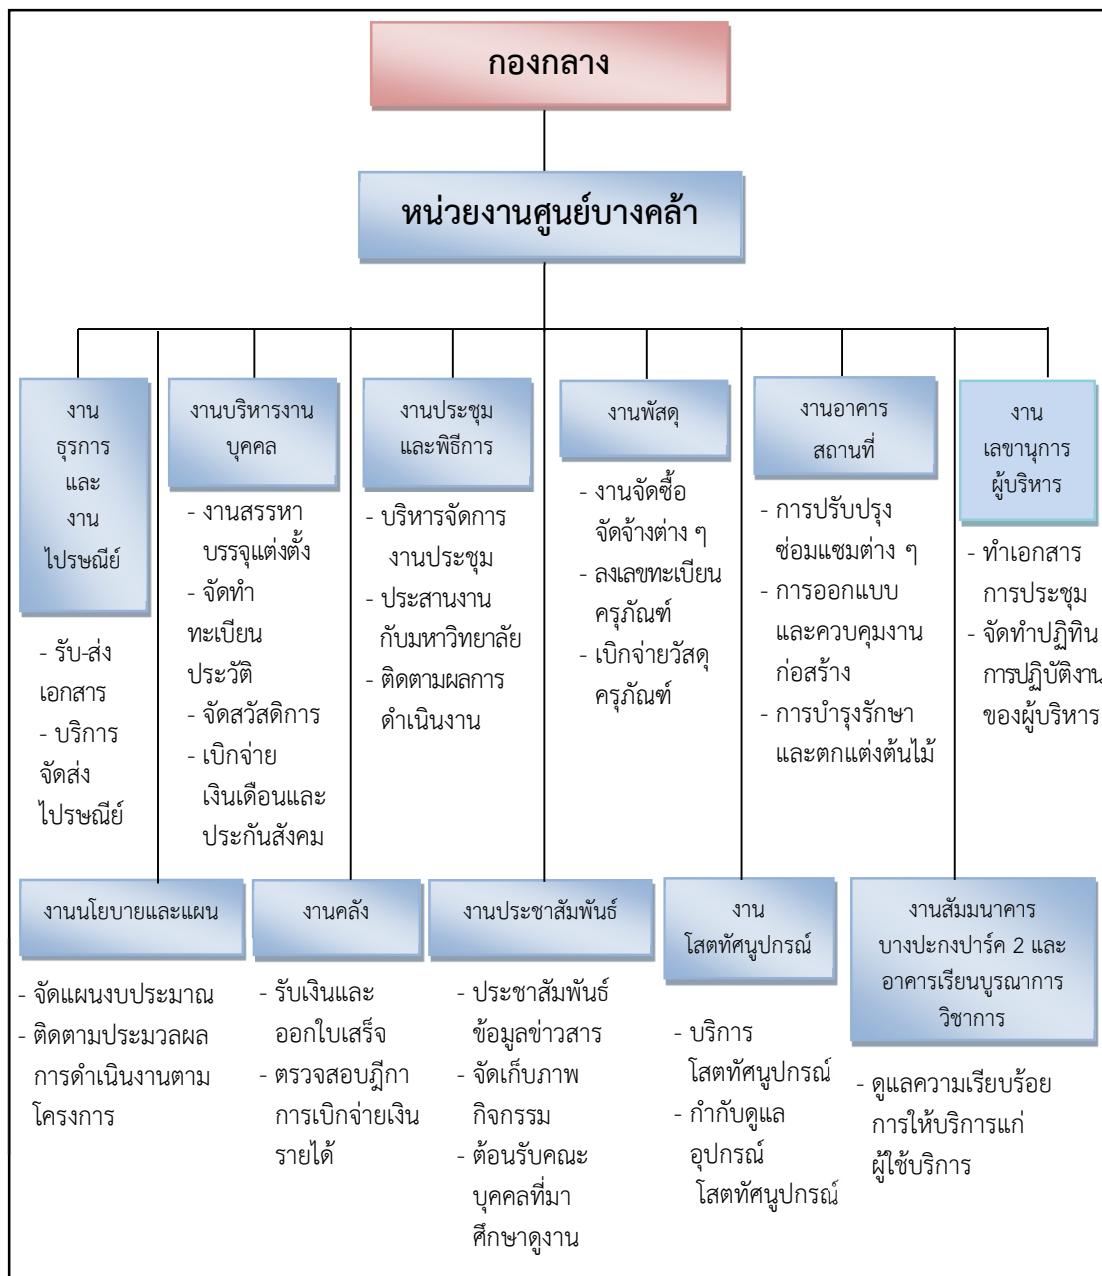 กองกลาง
หน่วยงานศูนย์บางคล้า
งาน
ธุรการ
และ
งาน
ไปรษณีย์
- รับ-ส่ง
เอกสาร
- บริการ
จัดส่ง
ไปรษณีย์
งานบริหารงาน
บุคคล
- งานสรรหา
บรรจุแต่งตั้ง
- จัดทำ
ทะเบียน
ประวัติ
- จัดสวัสดิการ
- เบิกจ่าย
เงินเดือนและ
ประกันสังคม
งานประชุม
และพิธีการ
- บริหารจัดการ
งานประชุม
- ประสานงาน
กับมหาวิทยาลัย
- ติดตามผลการ
ดำเนินงาน
งานพัสดุ
- งานจัดซื้อ
จัดจ้างต่าง ๆ
- ลงเลขทะเบียน
ครุภัณฑ์
- เบิกจ่ายวัสดุ
ครุภัณฑ์
งานอาคาร
สถานที่
- การปรับปรุง
ซ่อมแซมต่าง ๆ
- การออกแบบ
และควบคุมงาน
ก่อสร้าง
- การบำรุงรักษา
และตกแต่งต้นไม้
งาน
เลขานุการ
ผู้บริหาร
- ทำเอกสาร
การประชุม
- จัดทำปฏิทิน
การปฏิบัติงาน
ของผู้บริหาร
งานนโยบายและแผน
- จัดแผนงบประมาณ
- ติดตามประมวลผล
การดำเนินงานตาม
โครงการ
งานคลัง
- รับเงินและ
ออกใบเสร็จ
- ตรวจสอบฎีกา
การเบิกจ่ายเงิน
รายได้
งานประชาสัมพันธ์
- ประชาสัมพันธ์
ข้อมูลข่าวสาร
- จัดเก็บภาพ
กิจกรรม
- ต้อนรับคณะ
บุคคลที่มา
ศึกษาดูงาน
งาน
โสตทัศนูปกรณ์
- บริการ
โสตทัศนูปกรณ์
- กำกับดูแล
อุปกรณ์
โสตทัศนูปกรณ์
งานสัมมนาคาร
บางปะกงปาร์ค 2 และ
อาคารเรียนบูรณาการ
วิชาการ
- ดูแลความเรียบร้อย
การให้บริการแก่
ผู้ใช้บริการ